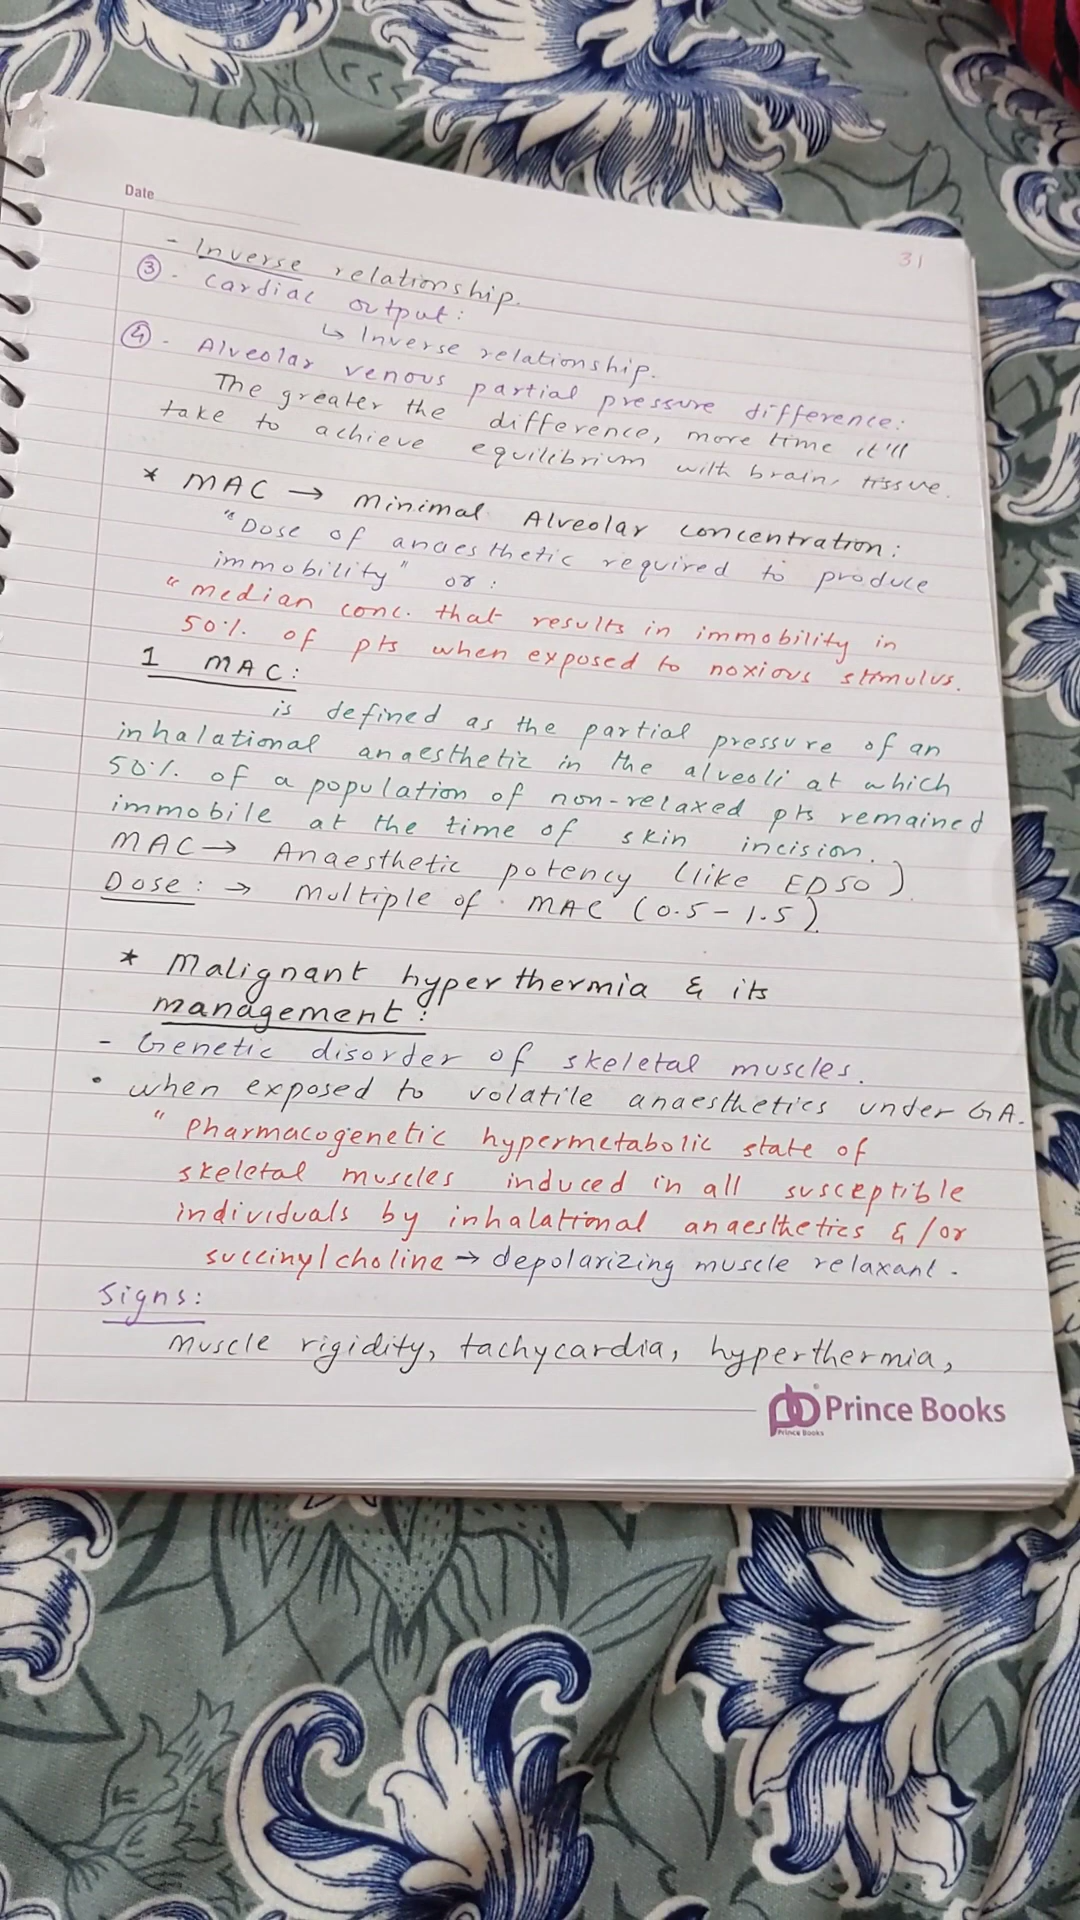 Date
31
- Inverse relationship.
③ - Cardiac output:
↳ Inverse relationship.
④ - Alveolar venous partial pressure difference:
The greater the difference, more time it'll
take to achieve equilibrium with brain, tissue.
* MAC → Minimal Alveolar concentration:
"Dose of anaesthetic required to produce
immobility" or:
"median conc. that results in immobility in
50% of pts when exposed to noxious stimulus.
1 MAC:
is defined as the partial pressure of an
inhalational anaesthetic in the alveoli at which
50% of a population of non-relaxed pts remained
immobile at the time of skin incision.
MAC → Anaesthetic potency (like ED50).
Dose: → Multiple of MAC (0.5 - 1.5).
* Malignant hyperthermia & its
management:
- Genetic disorder of skeletal muscles.
• when exposed to volatile anaesthetics under GA.
"Pharmacogenetic hypermetabolic state of
skeletal muscles induced in all susceptible
individuals by inhalational anaesthetics &/or
succinylcholine → depolarizing muscle relaxant.
Signs:
Muscle rigidity, tachycardia, hyperthermia,
Prince Books
Prince Books